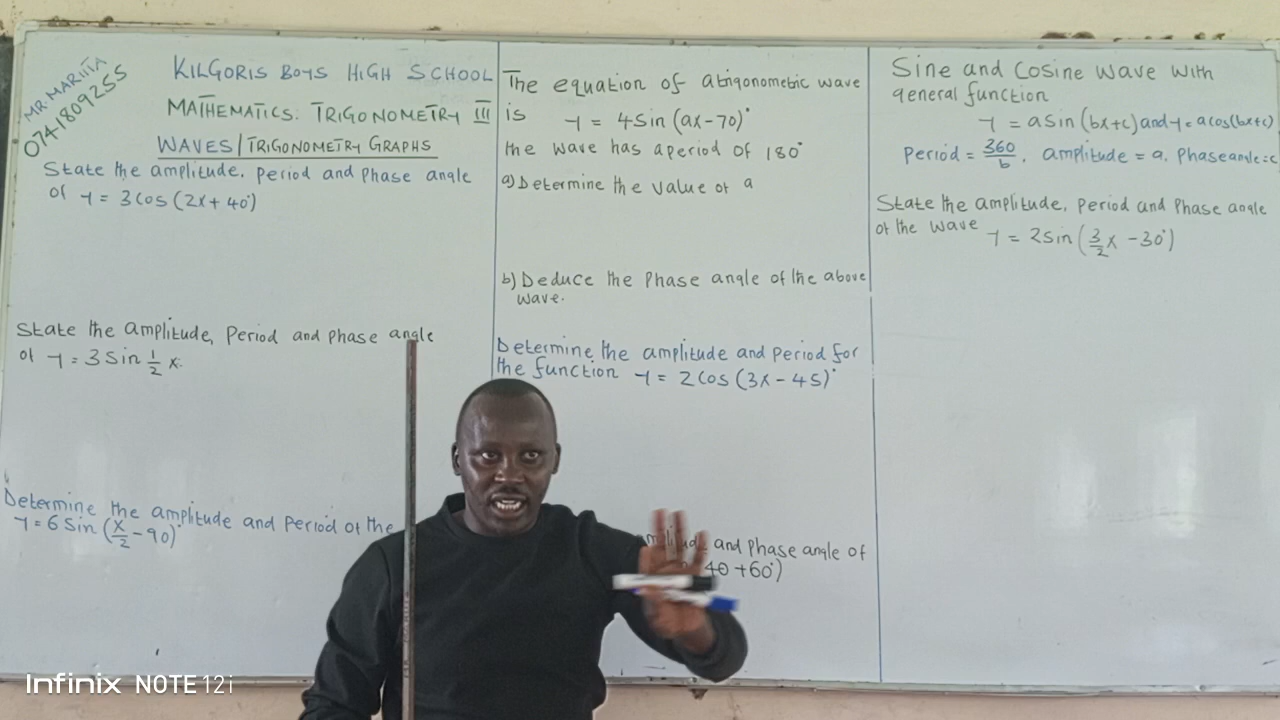 MR MARIITA
0741809255
KILGORIS BOYS HIGH SCHOOL
MATHEMATICS: TRIGONOMETRY III
WAVES/TRIGONOMETRY GRAPHS
State the amplitude, period and phase angle
of y = 3cos(2x+40°)
State the amplitude, period and phase angle
of y = 3 sin 1/2 x.
Determine the amplitude and period of the
y = 6 sin (x/2 - 90)°
The equation of a trigonometric wave
is y = 4sin (ax-70)°
the wave has a period of 180°
a) Determine the value of a
b) Deduce the phase angle of the above
wave.
Determine the amplitude and period for
the function y = 2cos (3x - 45)°
and phase angle of
+60°)
Sine and Cosine wave with
general function
y = a sin (bx+c) and y = a cos(bx+c)
Period = 360/b, amplitude = a, Phase angle = c
State the amplitude, period and phase angle
of the wave y = 2sin (3/2 x - 30°)
Infinix NOTE 12i